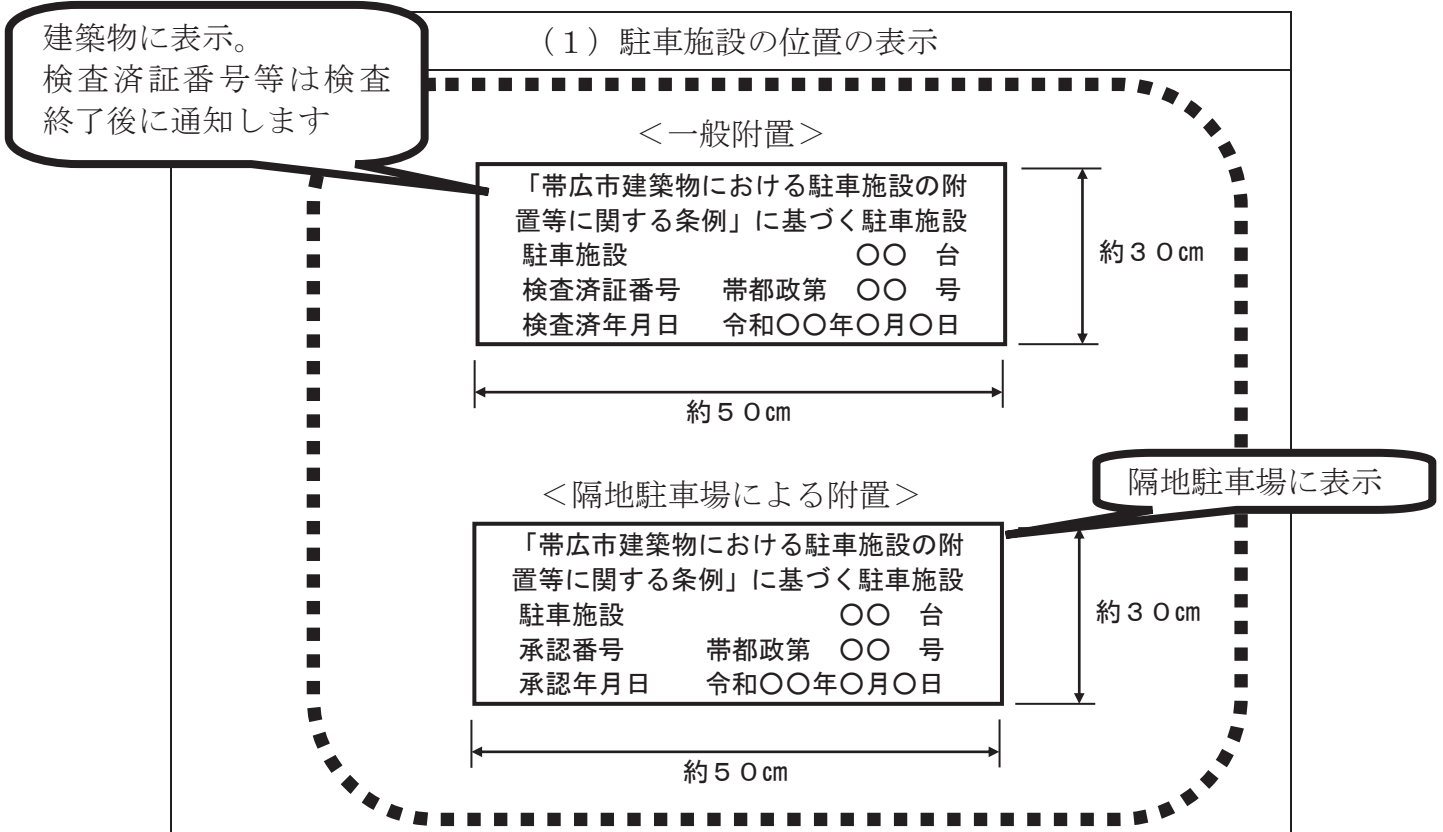 建築物に表示。
検査済証番号等は検査
終了後に通知します
（１）駐車施設の位置の表示
＜一般附置＞
「帯広市建築物における駐車施設の附
置等に関する条例」に基づく駐車施設
駐車施設　〇〇　台
検査済証番号　帯都政第　〇〇　号
検査済年月日　令和〇〇年〇月〇日
約３０㎝
約５０㎝
＜隔地駐車場による附置＞
隔地駐車場に表示
「帯広市建築物における駐車施設の附
置等に関する条例」に基づく駐車施設
駐車施設　〇〇　台
承認番号　帯都政第　〇〇　号
承認年月日　令和〇〇年〇月〇日
約３０㎝
約５０㎝